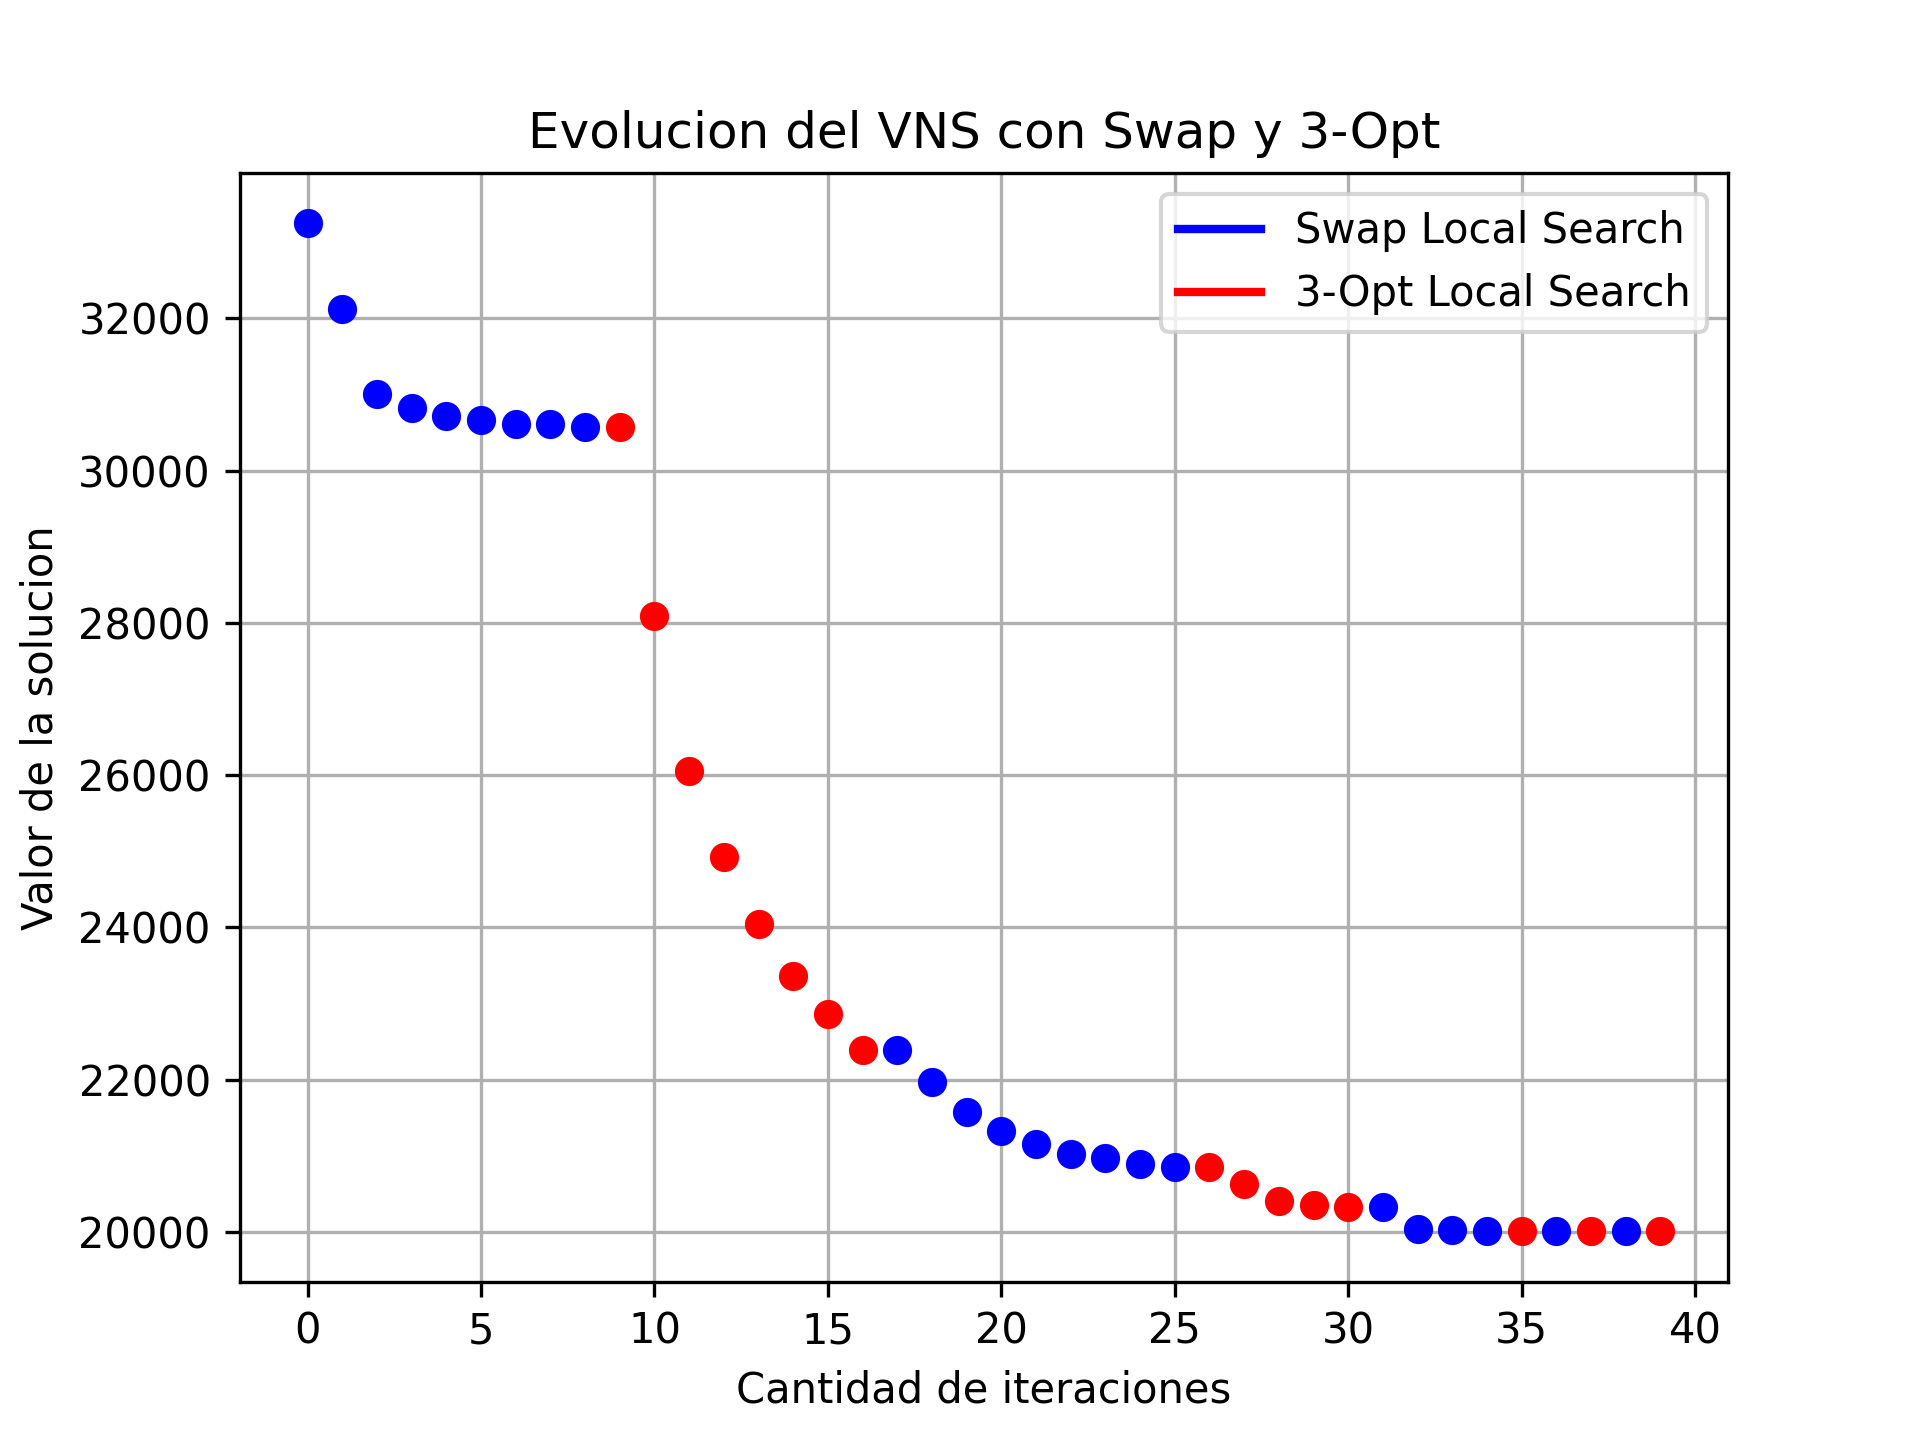 Evolucion del VNS con Swap y 3-Opt
Swap Local Search
3-Opt Local Search
Valor de la solucion
32000
30000
28000
26000
24000
22000
20000
0 5 10 15 20 25 30 35 40
Cantidad de iteraciones